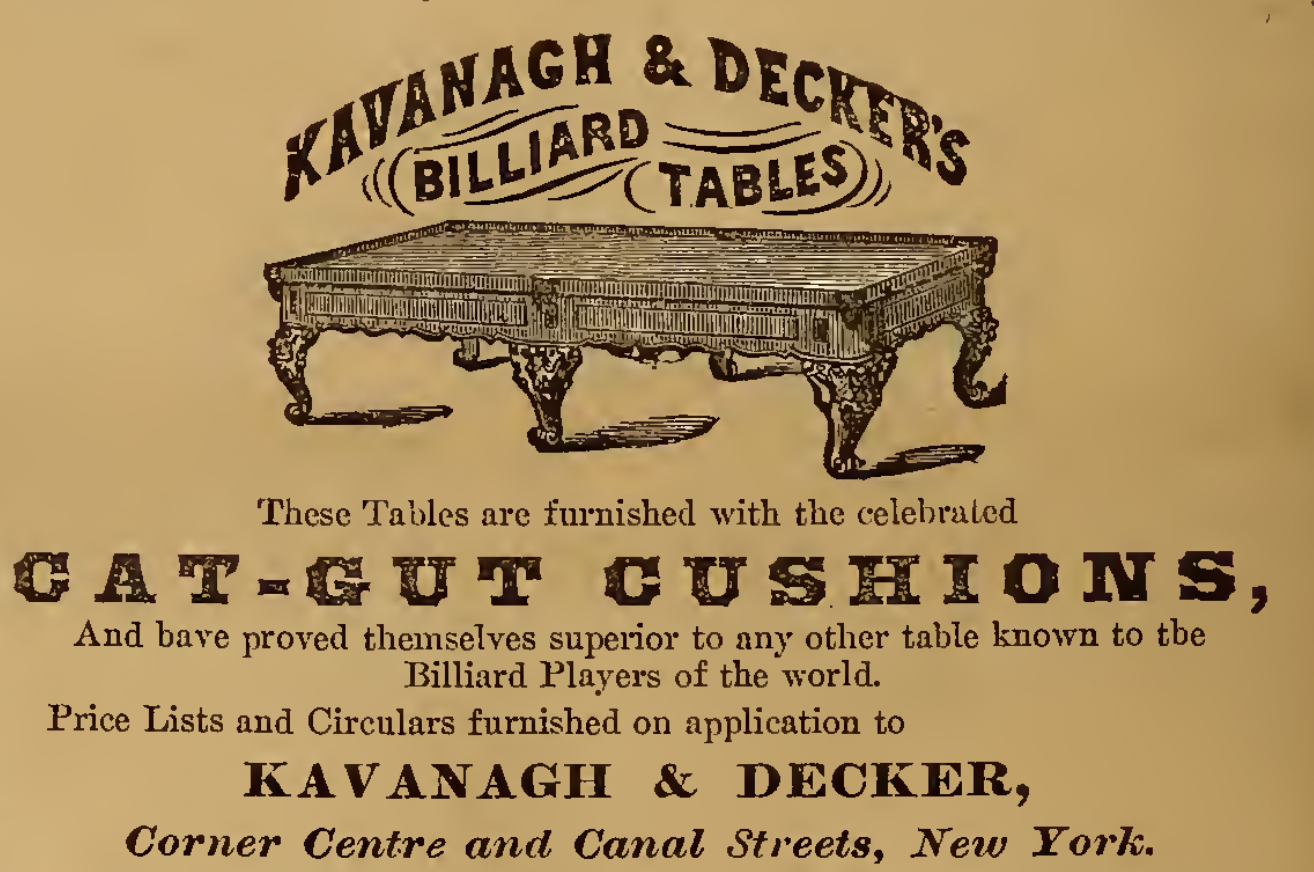 KAVANAGH & DECKER'S
BILLIARD
TABLES
These Tables are furnished with the celebrated
CAT-GUT CUSHIONS,
And have proved themselves superior to any other table known to the
Billiard Players of the world.
Price Lists and Circulars furnished on application to
KAVANAGH & DECKER,
Corner Centre and Canal Streets, New York.